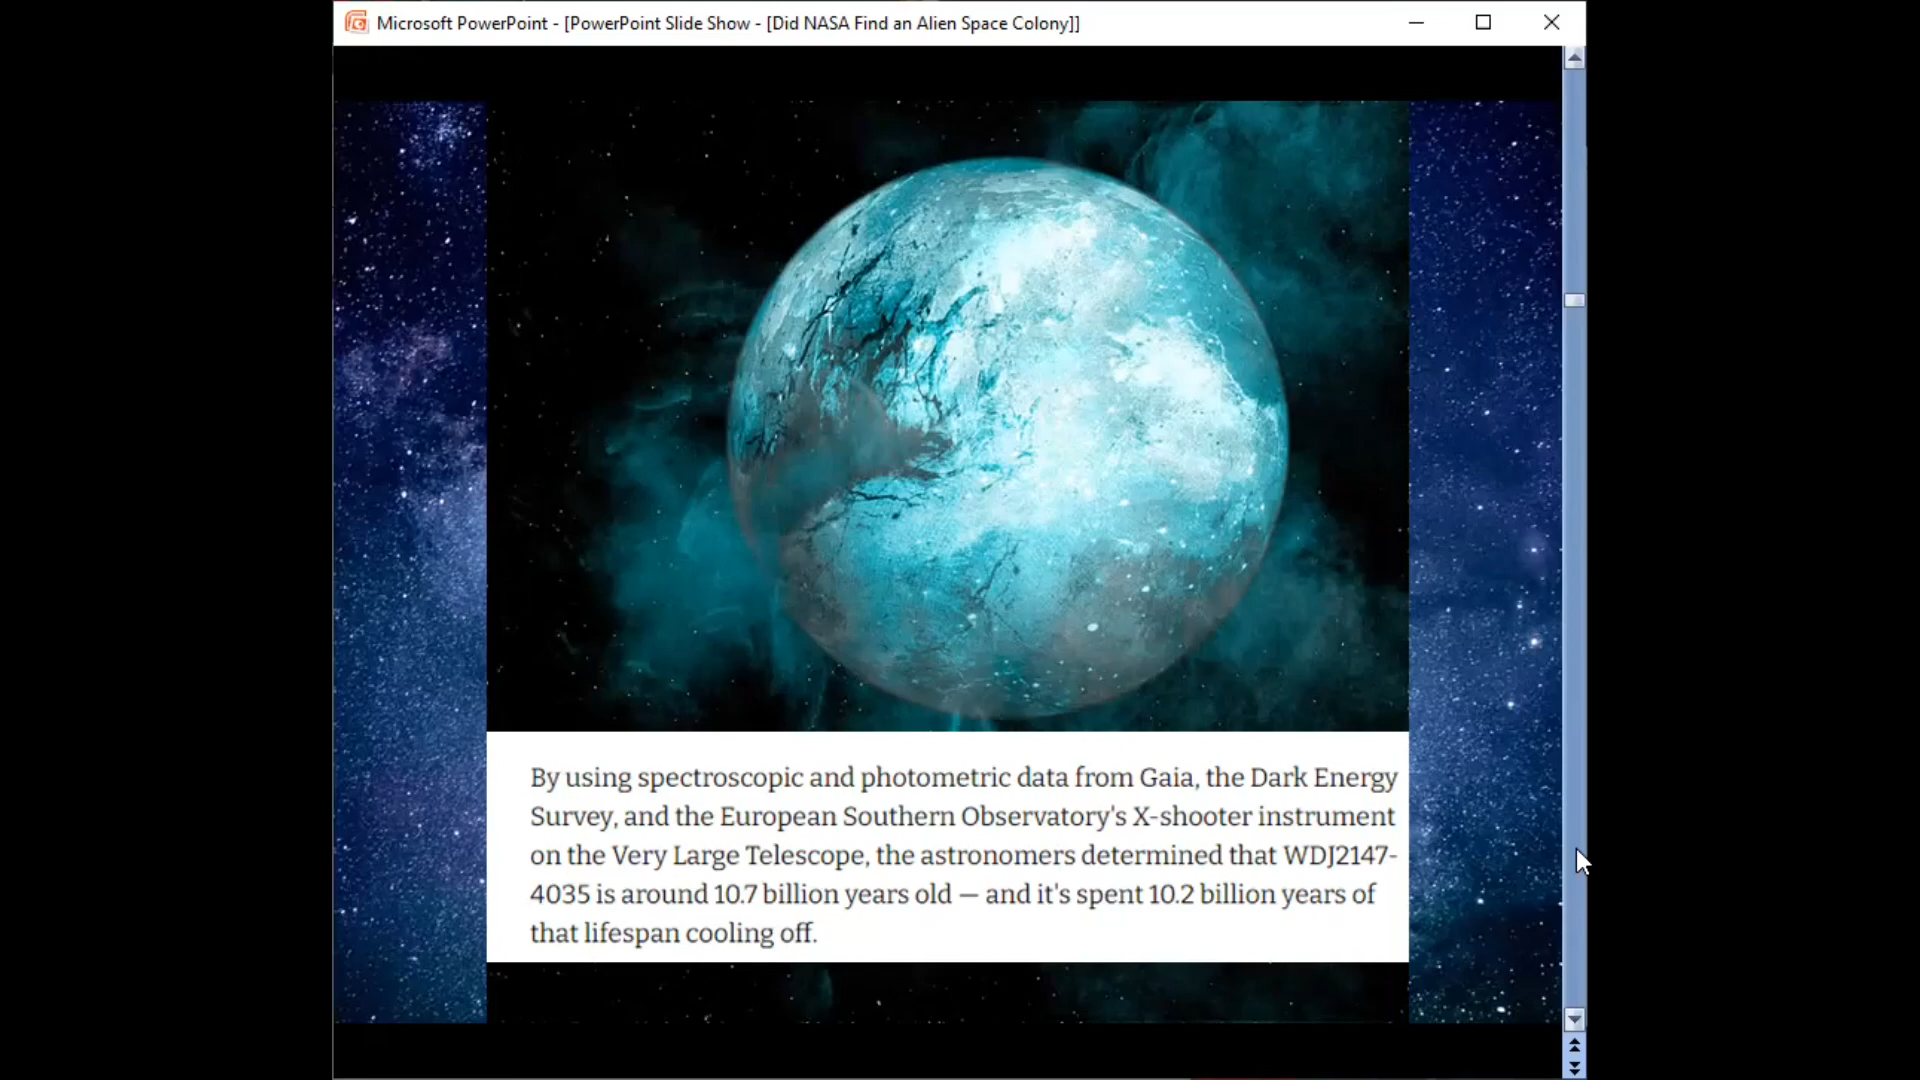 Microsoft PowerPoint - [PowerPoint Slide Show - [Did NASA Find an Alien Space Colony]]
By using spectroscopic and photometric data from Gaia, the Dark Energy
Survey, and the European Southern Observatory's X-shooter instrument
on the Very Large Telescope, the astronomers determined that WDJ2147-
4035 is around 10.7 billion years old — and it's spent 10.2 billion years of
that lifespan cooling off.